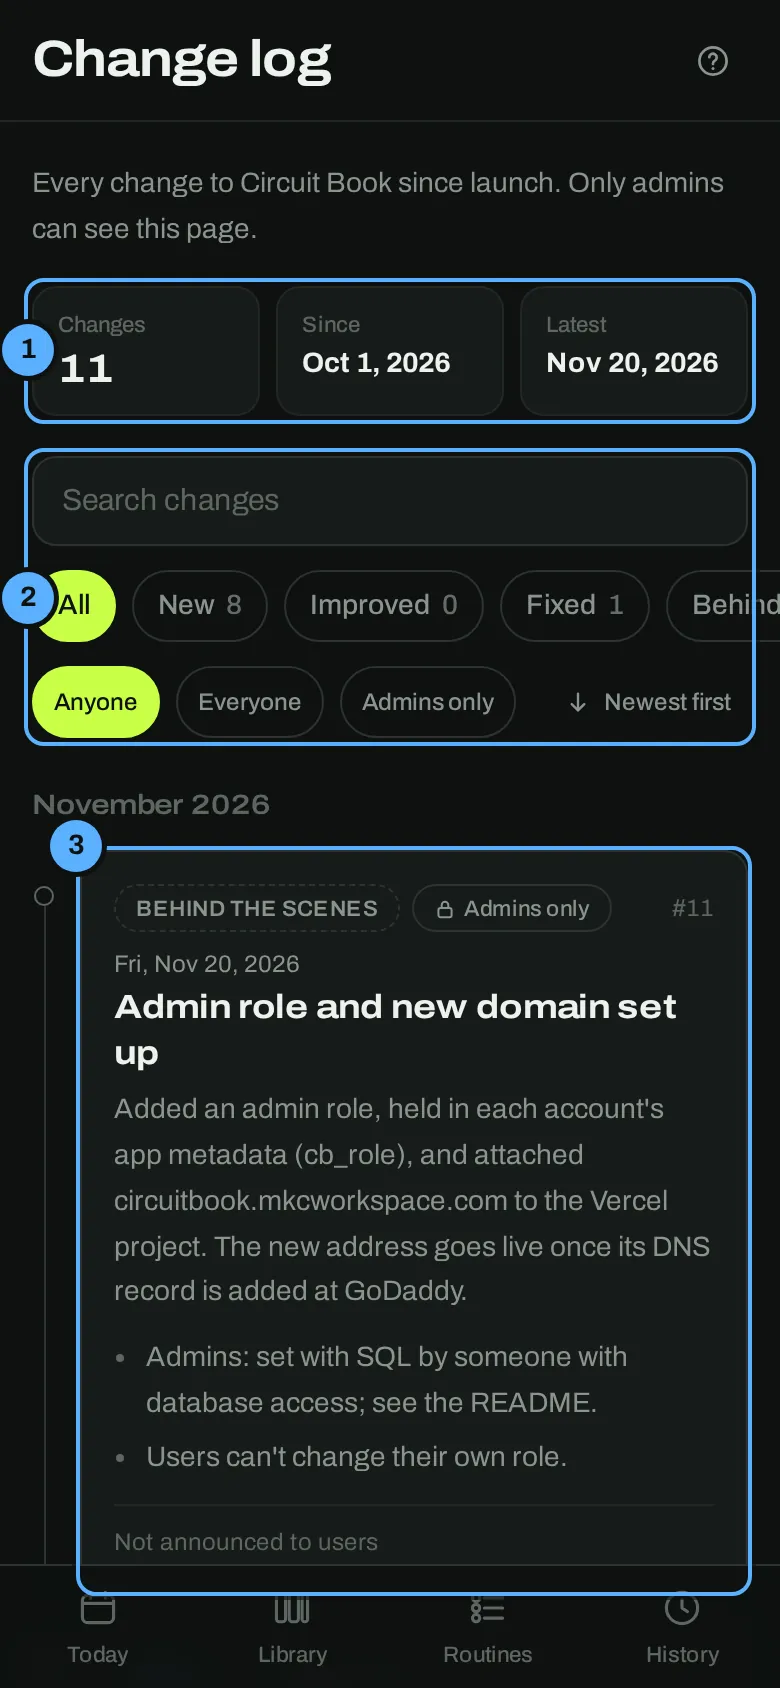 Change log
Every change to Circuit Book since launch. Only admins
can see this page.
1
Changes
11
Since
Oct 1, 2026
Latest
Nov 20, 2026
Search changes
2
All
New 8
Improved 0
Fixed 1
Behind
Anyone
Everyone
Admins only
↓ Newest first
November 2026
3
BEHIND THE SCENES
Admins only
#11
Fri, Nov 20, 2026
Admin role and new domain set
up
Added an admin role, held in each account's
app metadata (cb_role), and attached
circuitbook.mkcworkspace.com to the Vercel
project. The new address goes live once its DNS
record is added at GoDaddy.
• Admins: set with SQL by someone with
database access; see the README.
• Users can't change their own role.
Not announced to users
Today
Library
Routines
History